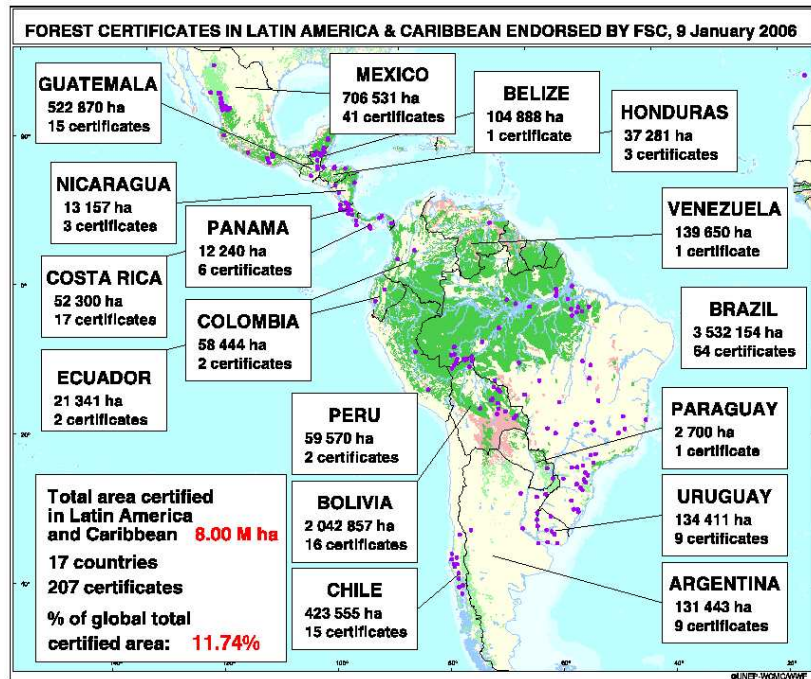 FOREST CERTIFICATES IN LATIN AMERICA & CARIBBEAN ENDORSED BY FSC, 9 January 2006
GUATEMALA
522 870 ha
15 certificates
MEXICO
706 531 ha
41 certificates
BELIZE
104 888 ha
1 certificate
HONDURAS
37 281 ha
3 certificates
NICARAGUA
13 157 ha
3 certificates
PANAMA
12 240 ha
6 certificates
VENEZUELA
139 650 ha
1 certificate
COSTA RICA
52 300 ha
17 certificates
COLOMBIA
58 444 ha
2 certificates
BRAZIL
3 532 154 ha
64 certificates
ECUADOR
21 341 ha
2 certificates
PERU
59 570 ha
2 certificates
PARAGUAY
2 700 ha
1 certificate
BOLIVIA
2 042 857 ha
16 certificates
URUGUAY
134 411 ha
9 certificates
CHILE
423 555 ha
15 certificates
ARGENTINA
131 443 ha
9 certificates
Total area certified
in Latin America
and Caribbean 8.00 M ha
17 countries
207 certificates
% of global total
certified area: 11.74%
©UNEP-WCMC/WWF